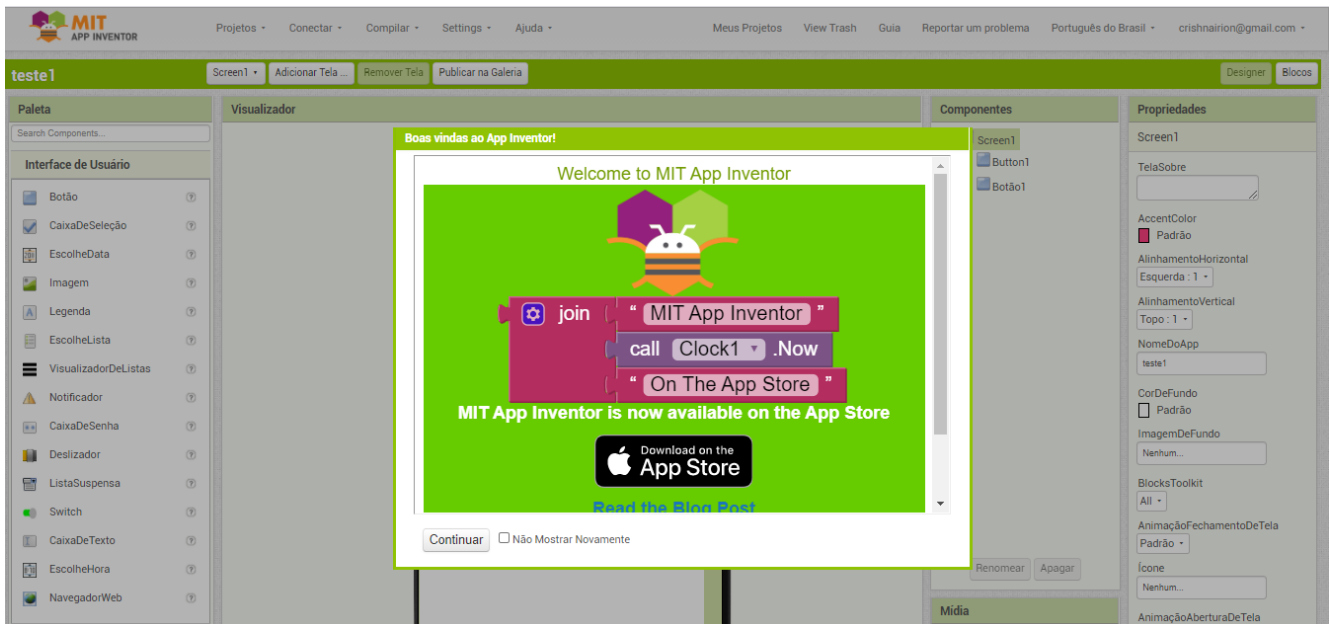 MIT
APP INVENTOR
Projetos
Conectar
Compilar
Settings
Ajuda
Meus Projetos
View Trash
Guia
Reportar um problema
Português do Brasil
crishnairion@gmail.com
teste1
Screen1
Adicionar Tela ...
Remover Tela
Publicar na Galeria
Designer
Blocos
Paleta
Search Components...
Interface de Usuário
Botão
CaixaDeSeleção
EscolheData
Imagem
Legenda
EscolheLista
VisualizadorDeListas
Notificador
CaixaDeSenha
Deslizador
ListaSuspensa
Switch
CaixaDeTexto
EscolheHora
NavegadorWeb
Visualizador
Boas vindas ao App Inventor!
Welcome to MIT App Inventor
join
" MIT App Inventor "
call Clock1 .Now
" On The App Store "
MIT App Inventor is now available on the App Store
Download on the
App Store
Read the Blog Post
Continuar
Não Mostrar Novamente
Componentes
Screen1
Button1
Botão1
Renomear
Apagar
Mídia
Propriedades
Screen1
TelaSobre
AccentColor
Padrão
AlinhamentoHorizontal
Esquerda : 1
AlinhamentoVertical
Topo : 1
NomeDoApp
teste1
CorDeFundo
Padrão
ImagemDeFundo
Nenhum...
BlocksToolkit
All
AnimaçãoFechamentoDeTela
Padrão
Ícone
Nenhum...
AnimaçãoAberturaDeTela